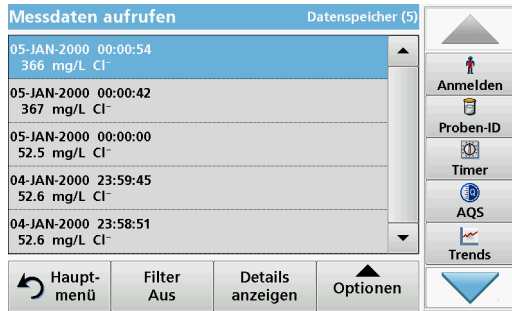 Messdaten aufrufen Datenspeicher (5)
05-JAN-2000 00:00:54
366 mg/L Cl⁻
05-JAN-2000 00:00:42
367 mg/L Cl⁻
05-JAN-2000 00:00:00
52.5 mg/L Cl⁻
04-JAN-2000 23:59:45
52.6 mg/L Cl⁻
04-JAN-2000 23:58:51
52.6 mg/L Cl⁻
Anmelden
Proben-ID
Timer
AQS
Trends
Haupt-
menü
Filter
Aus
Details
anzeigen
Optionen